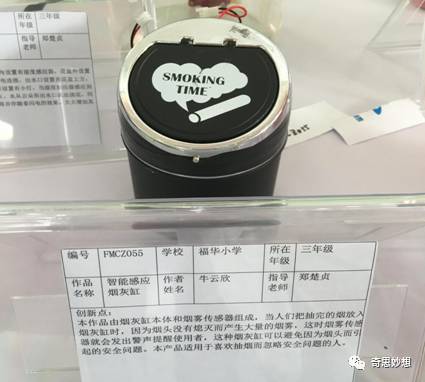 所在年级 三年级
指导老师 郑楚贞
SMOKING
TIME
编号 FMCZ055 学校 福华小学 所在年级 三年级
作品名称 智能感应烟灰缸 作者姓名 牛云欣 指导老师 郑楚贞
创新点:
本作品由烟灰缸本体和烟雾传感器组成，当人们把抽完的烟放入
烟灰缸时，因为烟头没有熄灭而产生大量的烟雾，这时烟雾传感
器就会发出警声提醒使用者，这种烟灰缸可以避免因为烟头而引
起的安全问题。本产品适用于喜欢抽烟而忽略安全问题的人。
奇思妙想